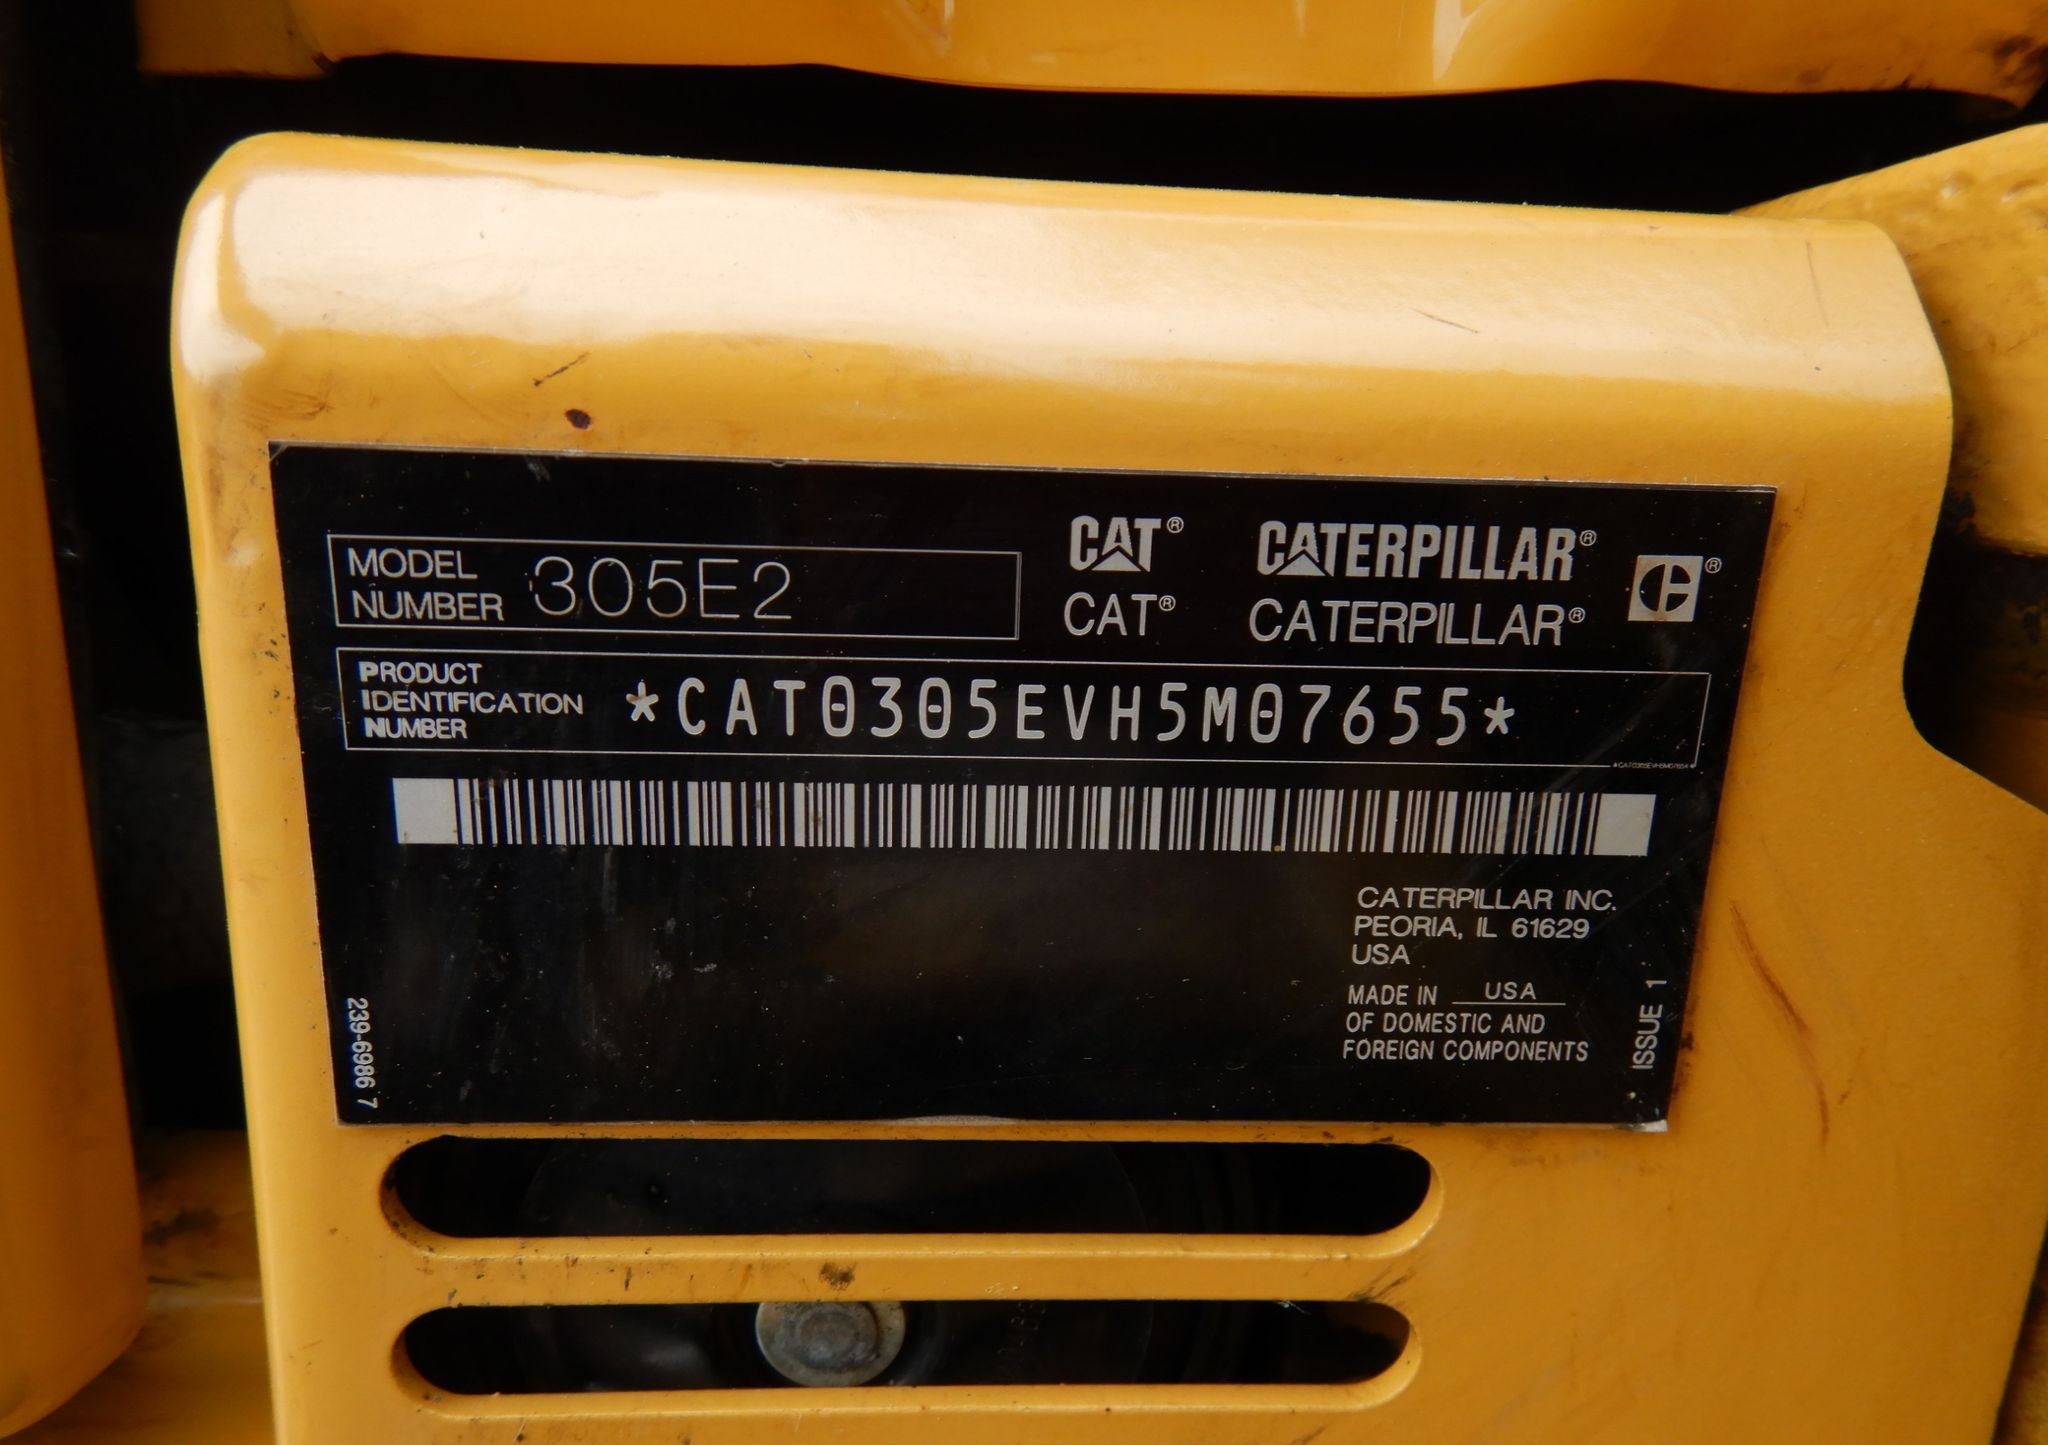 MODEL
NUMBER 305E2
CAT® CATERPILLAR® ®
CAT® CATERPILLAR®
PRODUCT
IDENTIFICATION
NUMBER
*CAT0305EVH5M07655*
CATERPILLAR INC.
PEORIA, IL 61629
USA
MADE IN USA
OF DOMESTIC AND
FOREIGN COMPONENTS
239-6986 7
ISSUE 1